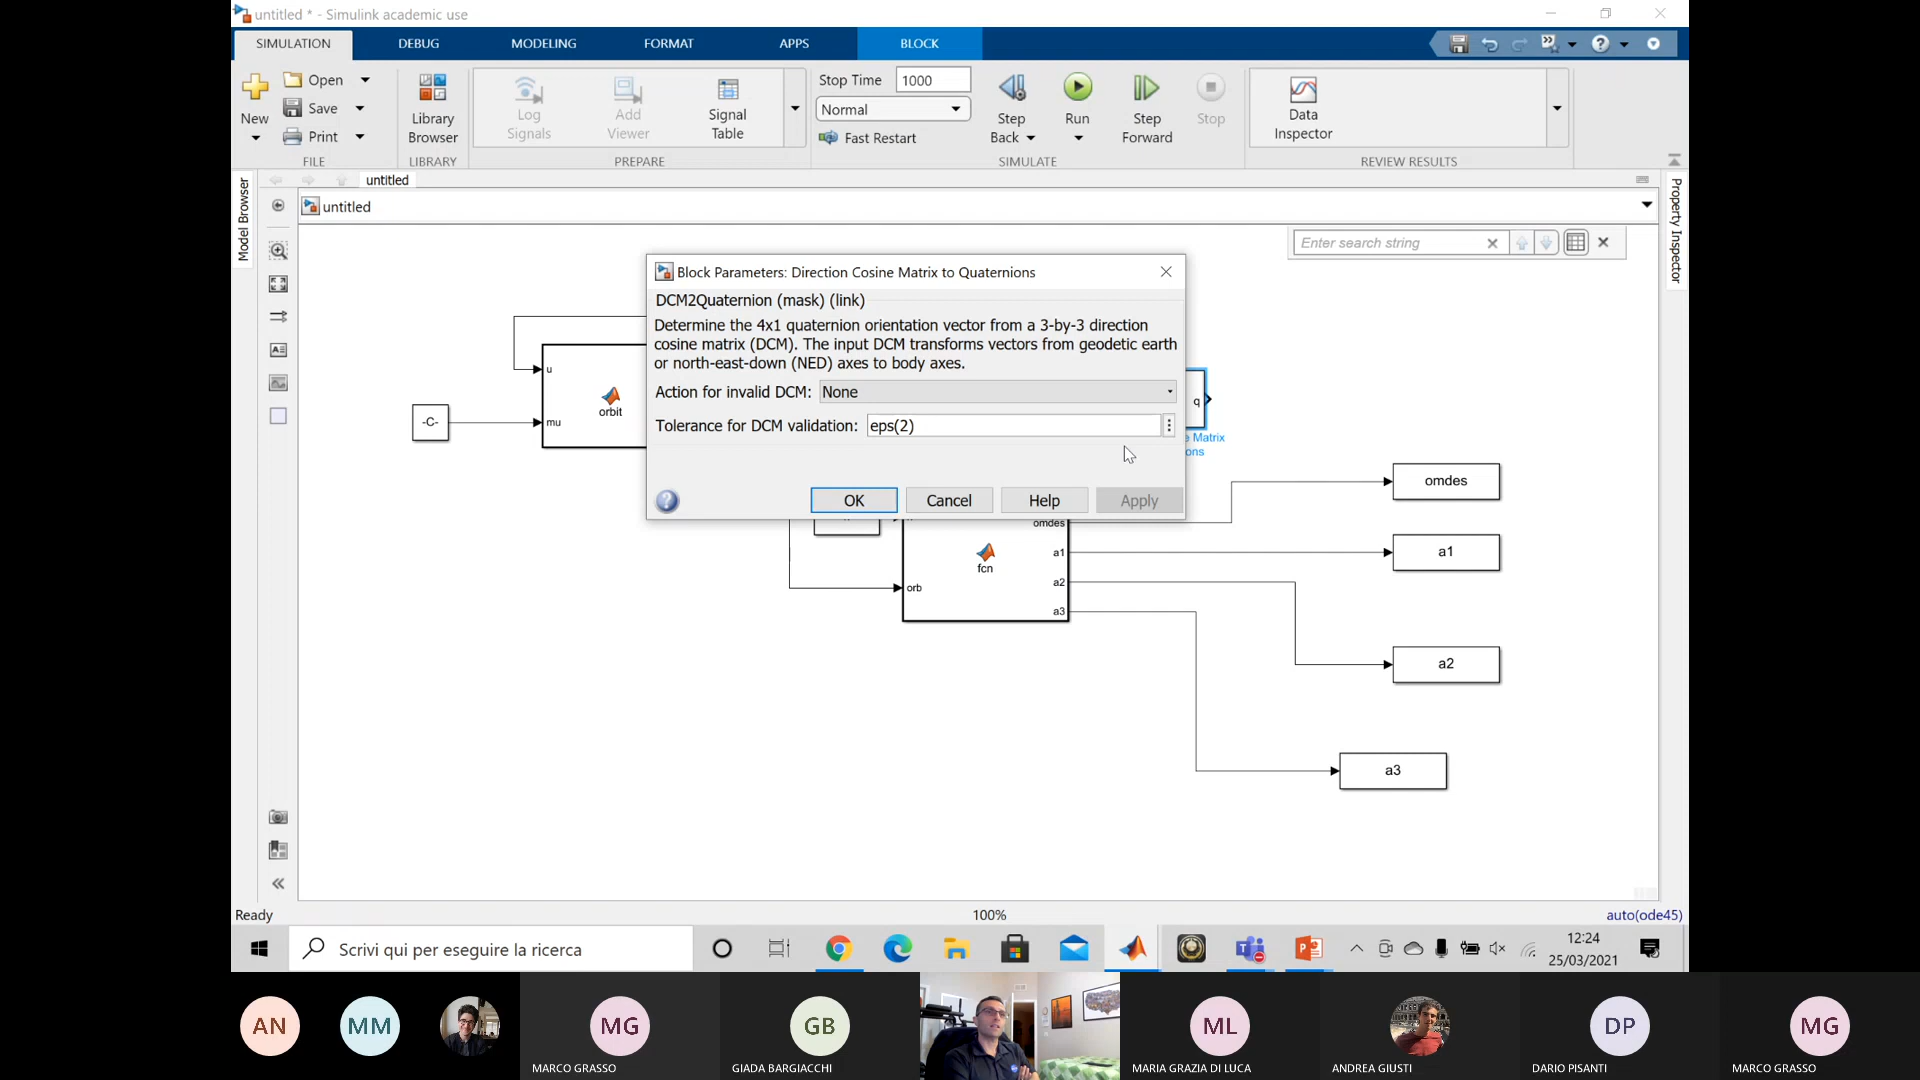 untitled * - Simulink academic use
SIMULATION
DEBUG
MODELING
FORMAT
APPS
BLOCK
New
Open
Save
Print
FILE
Library
Browser
LIBRARY
Log
Signals
Add
Viewer
Signal
Table
PREPARE
Stop Time 1000
Normal
Fast Restart
Step
Back
Run
Step
Forward
Stop
SIMULATE
Data
Inspector
REVIEW RESULTS
Model Browser
untitled
untitled
Property Inspector
Enter search string
Block Parameters: Direction Cosine Matrix to Quaternions
DCM2Quaternion (mask) (link)
Determine the 4x1 quaternion orientation vector from a 3-by-3 direction
cosine matrix (DCM). The input DCM transforms vectors from geodetic earth
or north-east-down (NED) axes to body axes.
Action for invalid DCM: None
Tolerance for DCM validation: eps(2)
OK
Cancel
Help
Apply
u
orbit
mu
-C-
q
e Matrix
ons
omdes
omdes
a1
a1
fcn
a2
a2
orb
a3
a3
Ready
100%
auto(ode45)
Scrivi qui per eseguire la ricerca
12:24
25/03/2021
AN
MM
MG
MARCO GRASSO
GB
GIADA BARGIACCHI
ML
MARIA GRAZIA DI LUCA
ANDREA GIUSTI
DP
DARIO PISANTI
MG
MARCO GRASSO